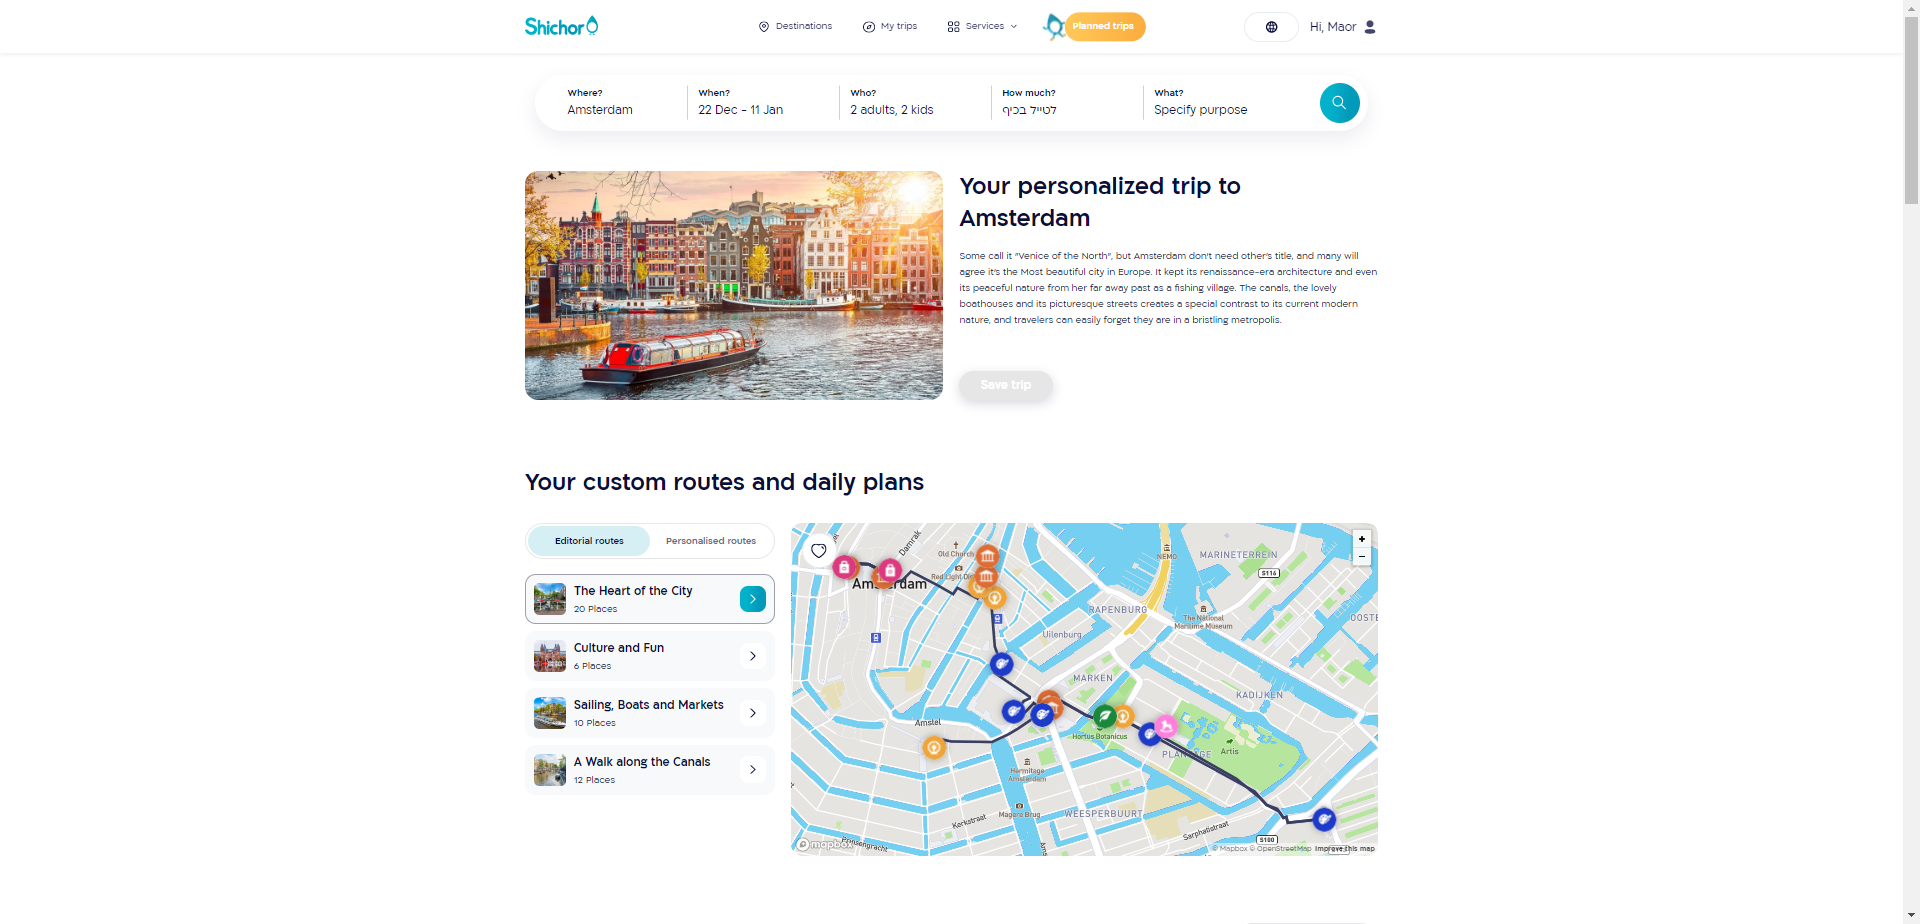 Shichor
Destinations
My trips
Services
Planned trips
Hi, Maor
Where?
Amsterdam
When?
22 Dec - 11 Jan
Who?
2 adults, 2 kids
How much?
לטייל בכיף
What?
Specify purpose
Your personalized trip to
Amsterdam
Some call it "Venice of the North", but Amsterdam don't need other's title, and many will
agree it's the Most beautiful city in Europe. It kept its renaissance-era architecture and even
its peaceful nature from her far away past as a fishing village. The canals, the lovely
boathouses and its picturesque streets creates a special contrast to its current modern
nature, and travelers can easily forget they are in a bristling metropolis.
Save trip
Your custom routes and daily plans
Editorial routes
Personalised routes
The Heart of the City
20 Places
Culture and Fun
6 Places
Sailing, Boats and Markets
10 Places
A Walk along the Canals
12 Places
Damrak
Old Church
Red Light Di
Amsterdam
NEMO
MARINETERREIN
S116
RAPENBURG
The National
Maritime Museum
OOSTE
Uilenburg
MARKEN
KADIJKEN
Amstel
Hortus Botanicus
PLANTAGE
Artis
Hermitage
Amsterdam
Magere Brug
WEESPERBUURT
Kerkstraat
Sarphatistraat
Prinsengracht
Ams
S100
+
-
mapbox
© Mapbox © OpenStreetMap Improve this map